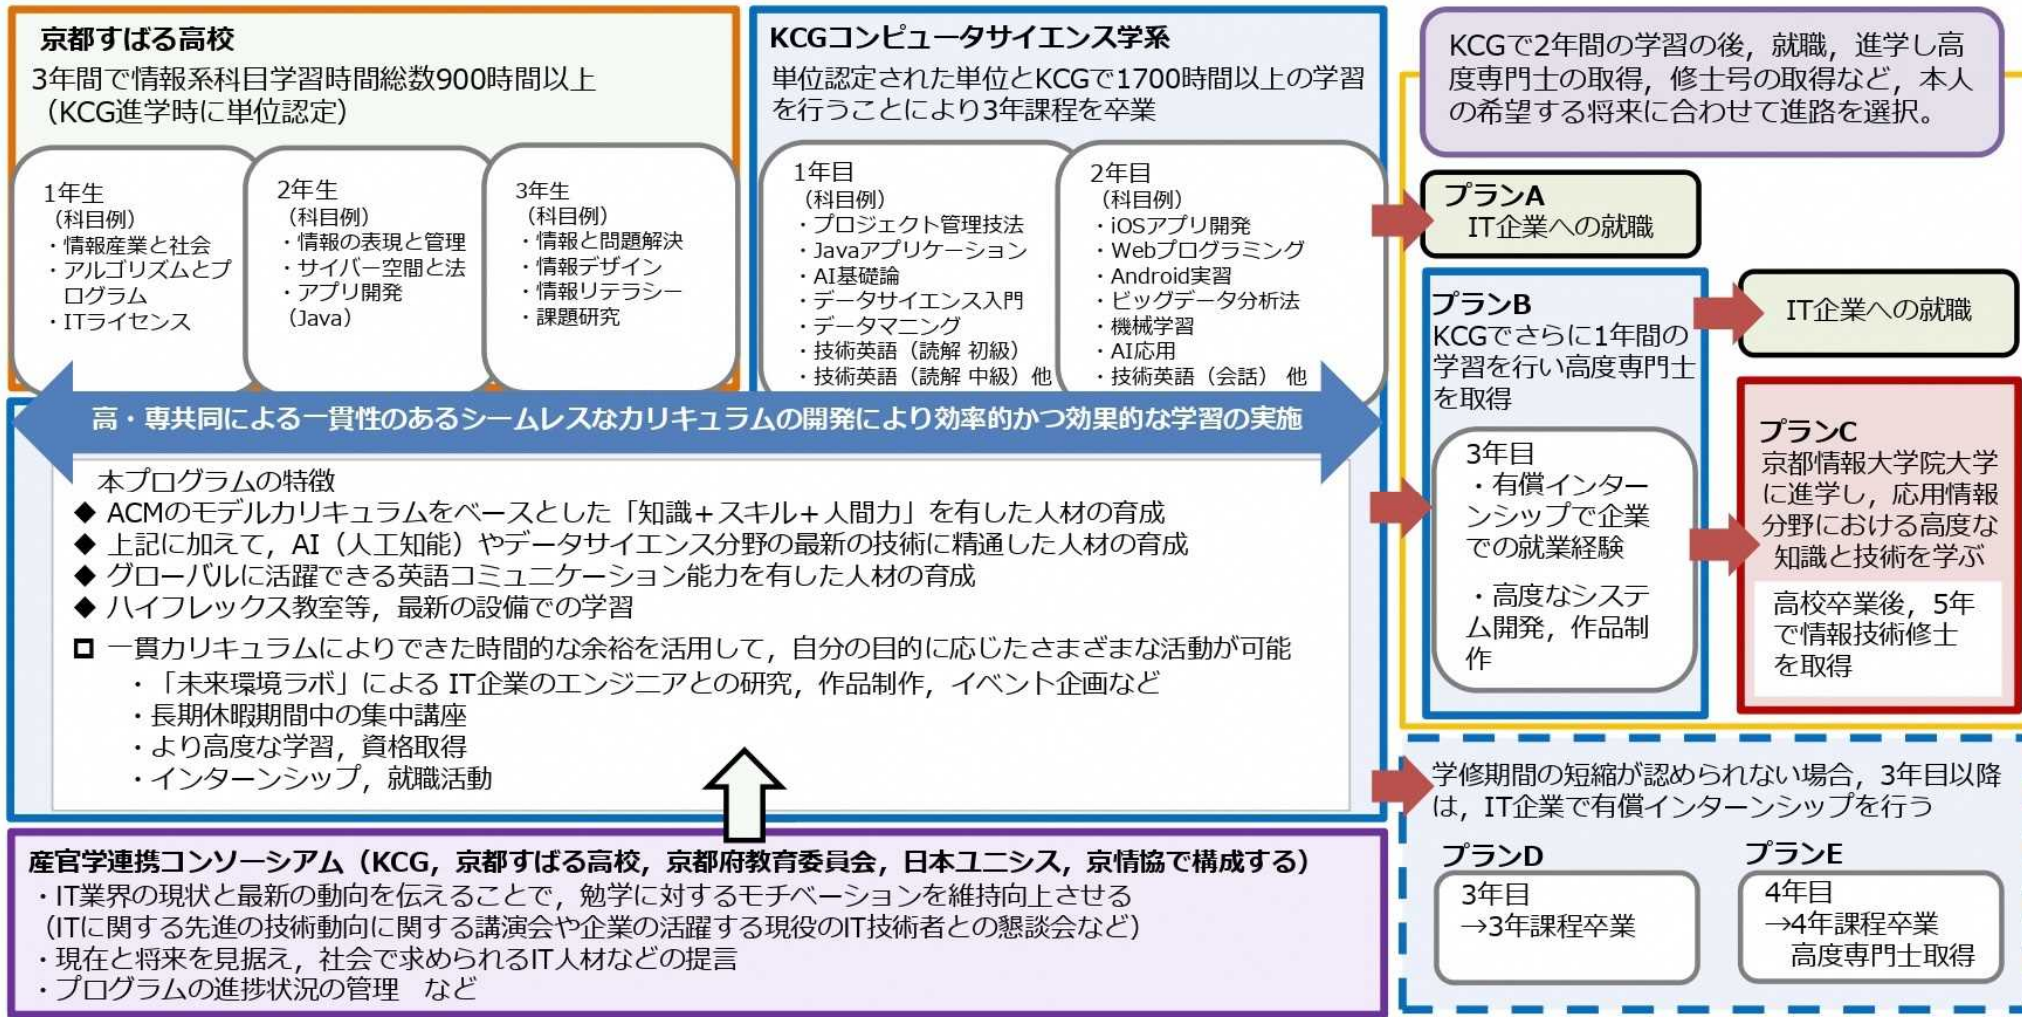 京都すばる高校
3年間で情報系科目学習時間総数900時間以上
（KCG進学時に単位認定）
1年生
（科目例）
・情報産業と社会
・アルゴリズムとプ
ログラム
・ITライセンス
2年生
（科目例）
・情報の表現と管理
・サイバー空間と法
・アプリ開発
（Java）
3年生
（科目例）
・情報と問題解決
・情報デザイン
・情報リテラシー
・課題研究
KCGコンピュータサイエンス学系
単位認定された単位とKCGで1700時間以上の学習
を行うことにより3年課程を卒業
1年目
（科目例）
・プロジェクト管理技法
・Javaアプリケーション
・AI基礎論
・データサイエンス入門
・データマニング
・技術英語（読解 初級）
・技術英語（読解 中級）他
2年目
（科目例）
・iOSアプリ開発
・Webプログラミング
・Android実習
・ビッグデータ分析法
・機械学習
・AI応用
・技術英語（会話） 他
高・専共同による一貫性のあるシームレスなカリキュラムの開発により効率的かつ効果的な学習の実施
本プログラムの特徴
◆ ACMのモデルカリキュラムをベースとした「知識＋スキル＋人間力」を有した人材の育成
◆ 上記に加えて，AI（人工知能）やデータサイエンス分野の最新の技術に精通した人材の育成
◆ グローバルに活躍できる英語コミュニケーション能力を有した人材の育成
◆ ハイフレックス教室等，最新の設備での学習
□ 一貫カリキュラムによりできた時間的な余裕を活用して，自分の目的に応じたさまざまな活動が可能
・「未来環境ラボ」による IT企業のエンジニアとの研究，作品制作，イベント企画など
・長期休暇期間中の集中講座
・より高度な学習，資格取得
・インターンシップ，就職活動
産官学連携コンソーシアム（KCG，京都すばる高校，京都府教育委員会，日本ユニシス，京情協で構成する）
・IT業界の現状と最新の動向を伝えることで，勉学に対するモチベーションを維持向上させる
（ITに関する先進の技術動向に関する講演会や企業の活躍する現役のIT技術者との懇談会など）
・現在と将来を見据え，社会で求められるIT人材などの提言
・プログラムの進捗状況の管理　など
KCGで2年間の学習の後，就職，進学し高
度専門士の取得，修士号の取得など，本人
の希望する将来に合わせて進路を選択。
プランA
IT企業への就職
プランB
KCGでさらに1年間の
学習を行い高度専門士
を取得
3年目
・有償インター
ンシップで企業
での就業経験
・高度なシステ
ム開発，作品制
作
IT企業への就職
プランC
京都情報大学院大学
に進学し，応用情報
分野における高度な
知識と技術を学ぶ
高校卒業後，5年
で情報技術修士
を取得
学修期間の短縮が認められない場合，3年目以降
は，IT企業で有償インターンシップを行う
プランD
3年目
→3年課程卒業
プランE
4年目
→4年課程卒業
高度専門士取得